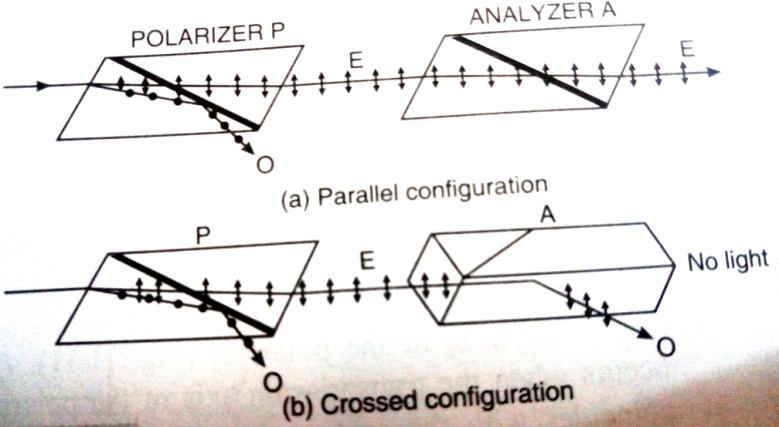 POLARIZER P
ANALYZER A
E
E
O
(a) Parallel configuration
P
E
A
No light
O
O
(b) Crossed configuration